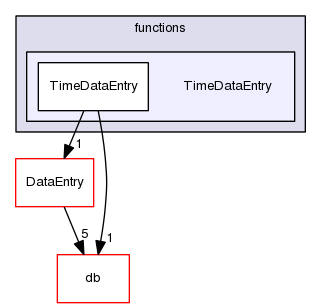 functions
TimeDataEntry TimeDataEntry
1
DataEntry
5 1
db